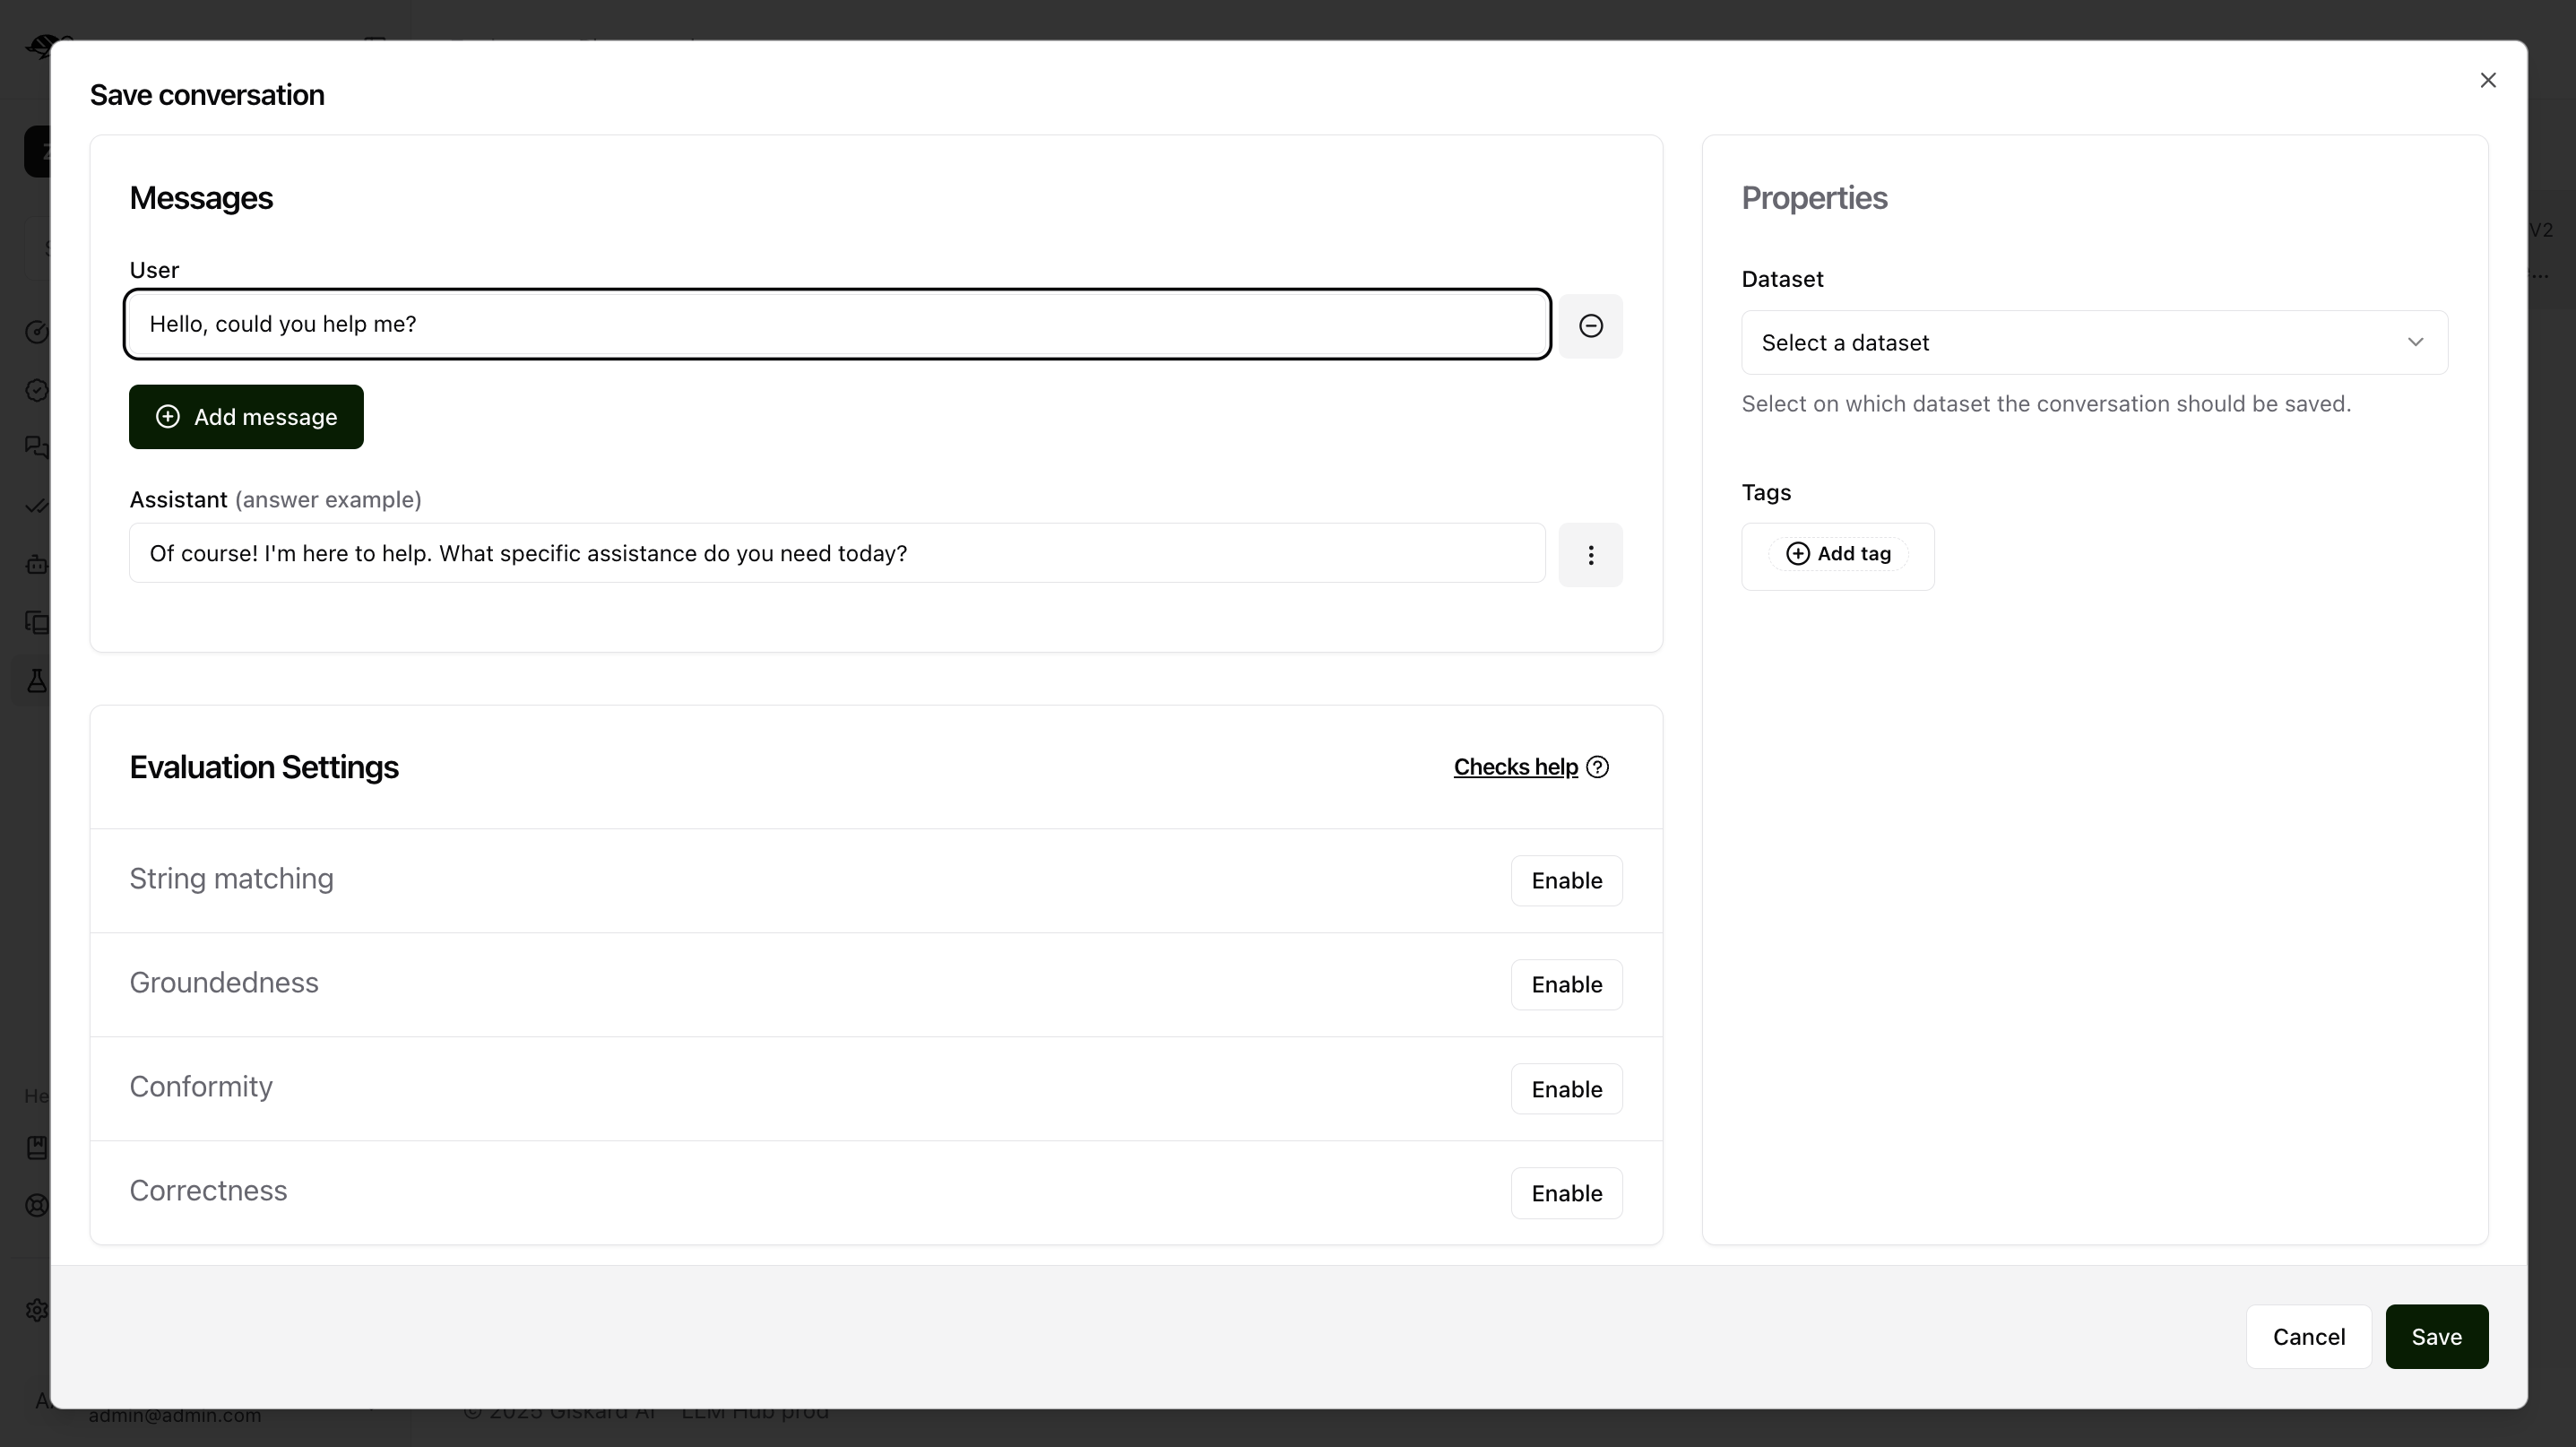 Save conversation
Messages
User
Hello, could you help me?
Add message
Assistant (answer example)
Of course! I'm here to help. What specific assistance do you need today?
Evaluation Settings
Checks help
String matching
Enable
Groundedness
Enable
Conformity
Enable
Correctness
Enable
Properties
Dataset
Select a dataset
Select on which dataset the conversation should be saved.
Tags
Add tag
Cancel
Save
V2
admin@admin.com
© 2025 Giskard AI LLM Hub prod